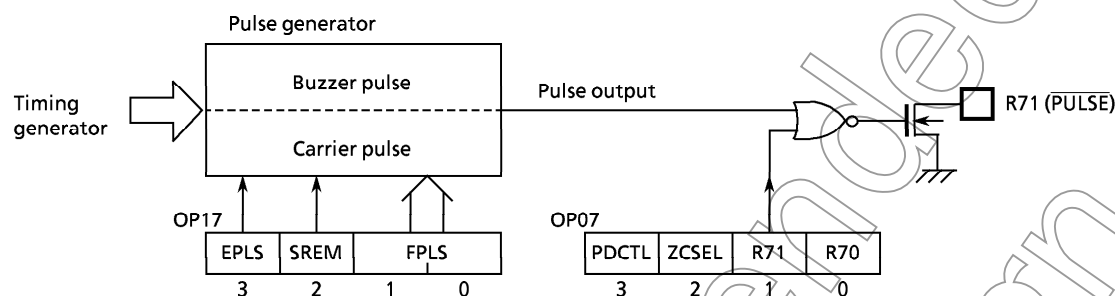 Pulse generator
Buzzer pulse
Pulse output
Timing
generator
R71 (PULSE)
Carrier pulse
OP17
OP07
EPLS SREM FPLS
PDCTL ZCSEL R71 R70
3 2 1 0
3 2 1 0